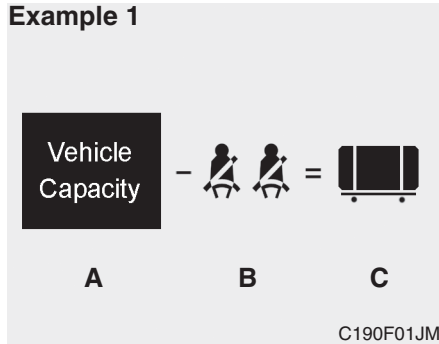 Example 1
Vehicle
Capacity
- =
A B C
C190F01JM